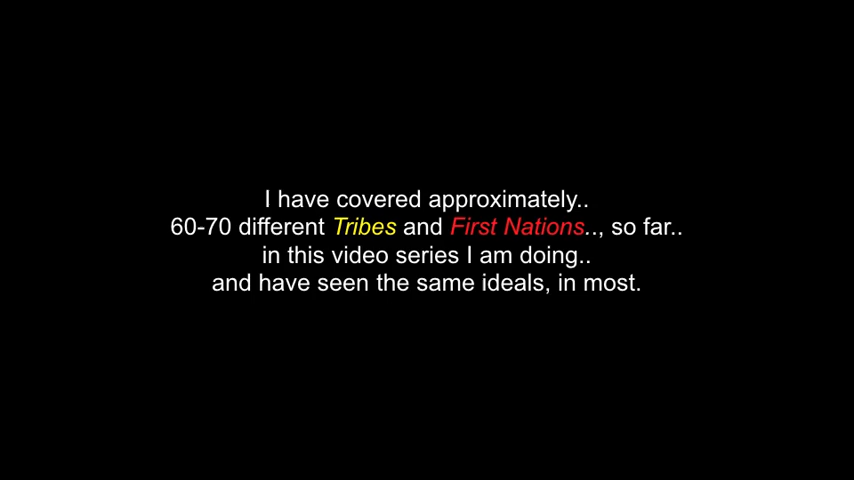 I have covered approximately..
60-70 different Tribes and First Nations.., so far..
in this video series I am doing..
and have seen the same ideals, in most.